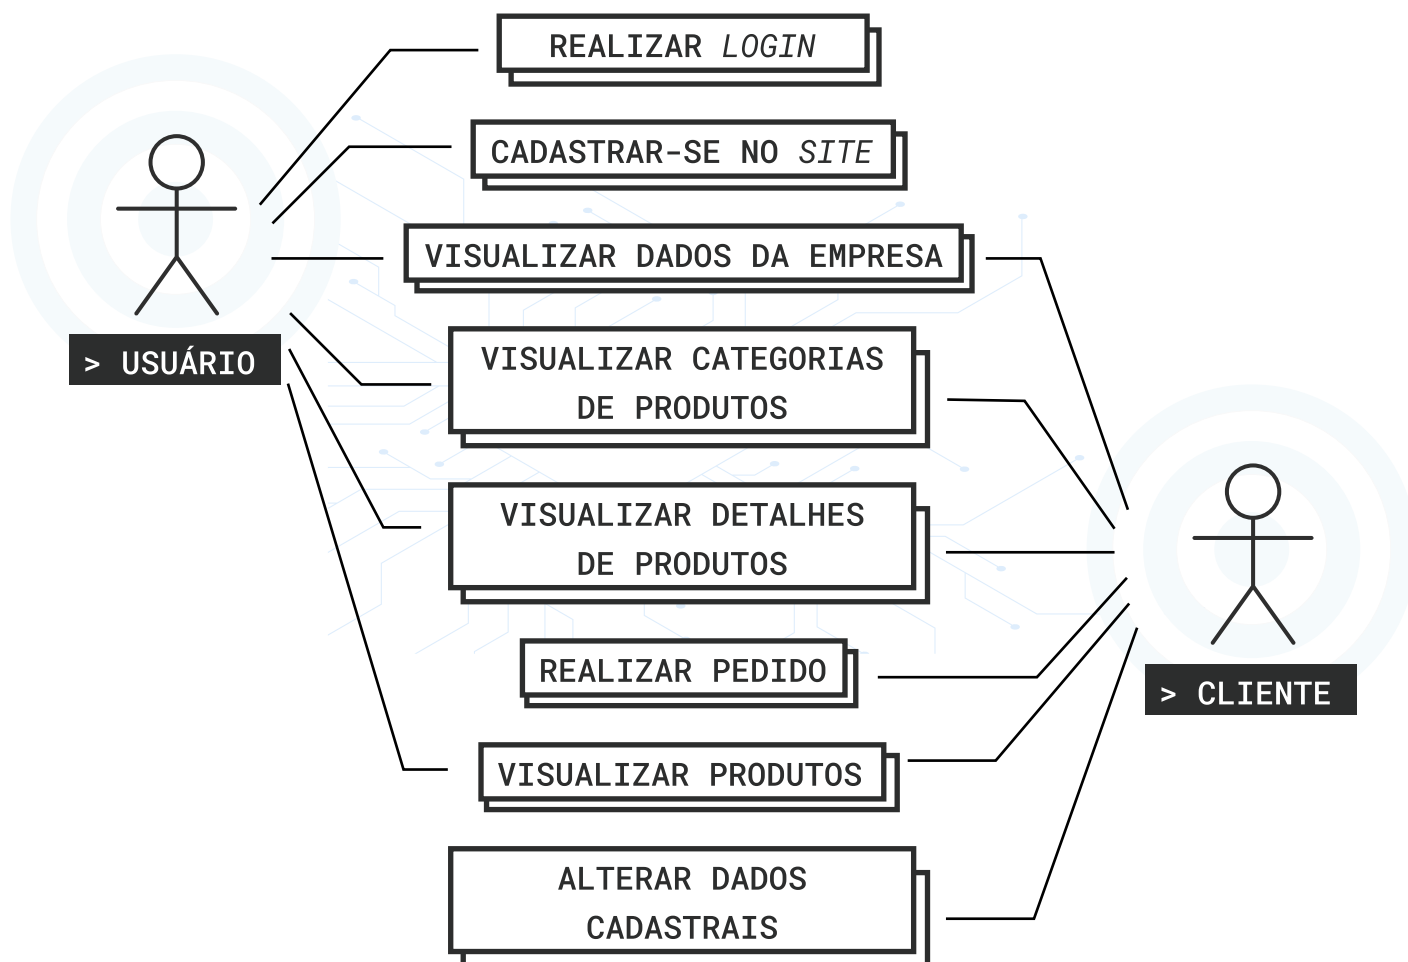 REALIZAR LOGIN
CADASTRAR-SE NO SITE
VISUALIZAR DADOS DA EMPRESA
VISUALIZAR CATEGORIAS
DE PRODUTOS
> USUÁRIO
VISUALIZAR DETALHES
DE PRODUTOS
REALIZAR PEDIDO
> CLIENTE
VISUALIZAR PRODUTOS
ALTERAR DADOS
CADASTRAIS